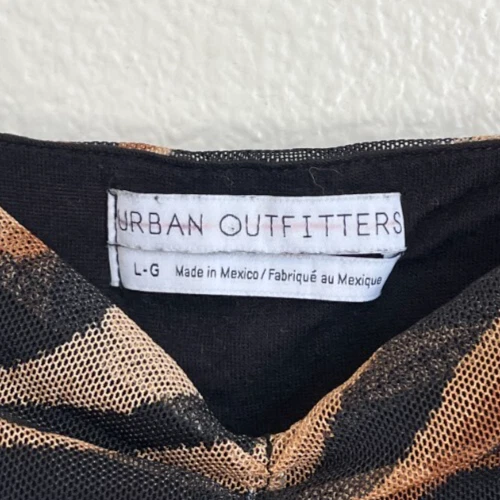 URBAN OUTFITTERS
L-G Made in Mexico / Fabriqué au Mexique